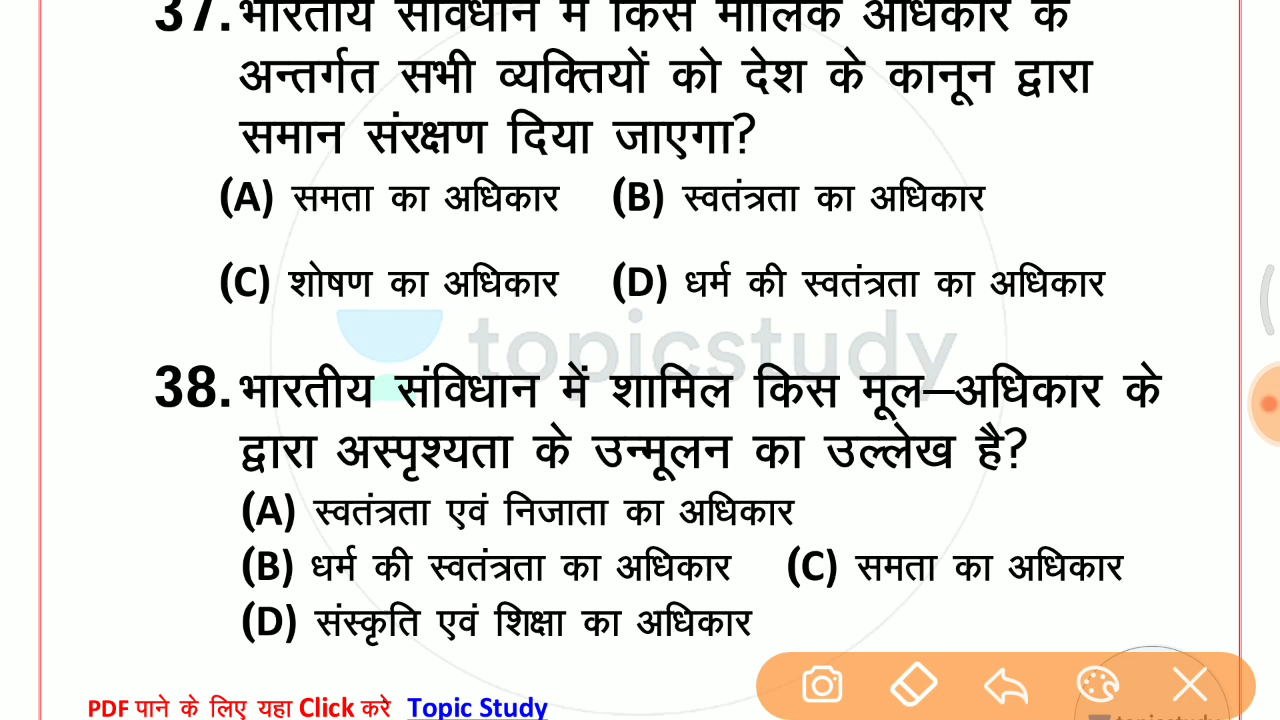 37. भारतीय संविधान में किस मौलिक अधिकार के
अन्तर्गत सभी व्यक्तियों को देश के कानून द्वारा
समान संरक्षण दिया जाएगा?
(A) समता का अधिकार (B) स्वतंत्रता का अधिकार
(C) शोषण का अधिकार (D) धर्म की स्वतंत्रता का अधिकार
topicstudy
38. भारतीय संविधान में शामिल किस मूल–अधिकार के
द्वारा अस्पृश्यता के उन्मूलन का उल्लेख है?
(A) स्वतंत्रता एवं निजाता का अधिकार
(B) धर्म की स्वतंत्रता का अधिकार (C) समता का अधिकार
(D) संस्कृति एवं शिक्षा का अधिकार
PDF पाने के लिए यहा Click करे Topic Study
topicstudy